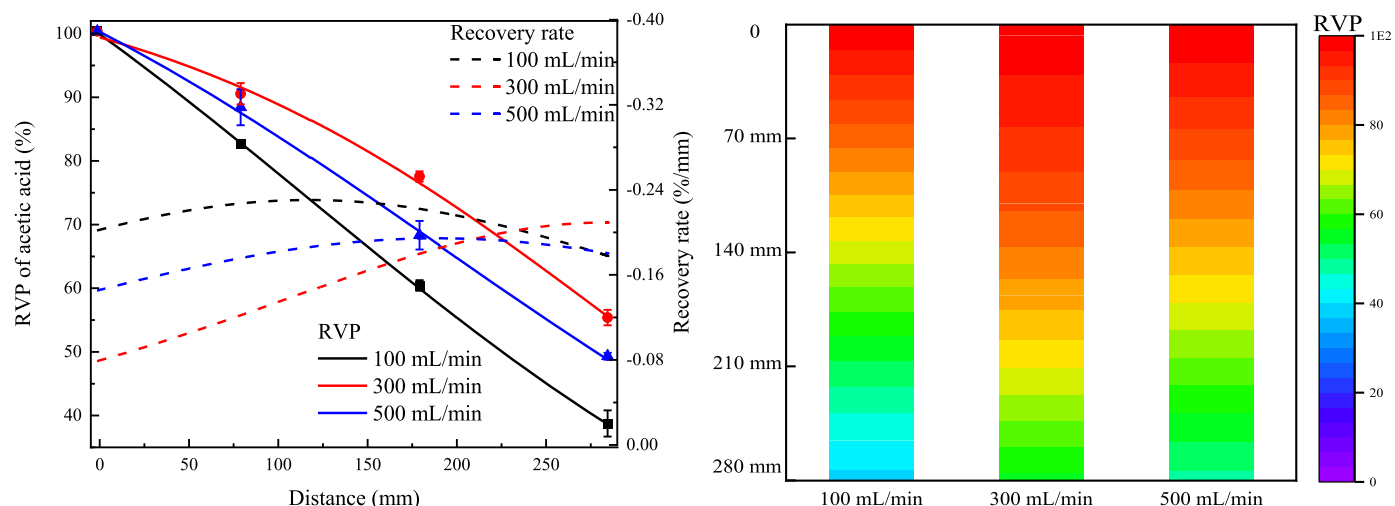 RVP of acetic acid (%)
100
90
80
70
60
50
40
Recovery rate
100 mL/min
300 mL/min
500 mL/min
RVP
100 mL/min
300 mL/min
500 mL/min
-0.40
-0.32
-0.24
-0.16
-0.08
0.00
Recovery rate (%/mm)
0 50 100 150 200 250
Distance (mm)
0
70 mm
140 mm
210 mm
280 mm
100 mL/min 300 mL/min 500 mL/min
RVP
1E2
80
60
40
20
0